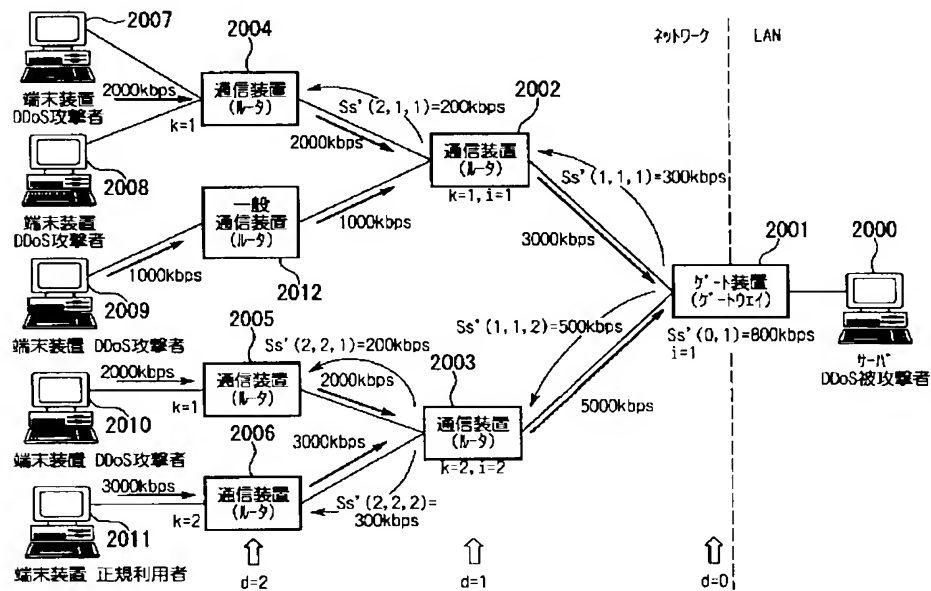 2007
2004
ネットワーク
LAN
2000kbps
端末装置
DDoS攻撃者
通信装置
(ルータ)
k=1
Ss'(2,1,1)=200kbps
2000kbps
2002
通信装置
(ルータ)
k=1,i=1
2008
端末装置
DDoS攻撃者
一般
通信装置
(ルータ)
1000kbps
2012
Ss'(1,1,1)=300kbps
3000kbps
2001
2000
1000kbps
2009
端末装置 DDoS攻撃者
ゲート装置
(ゲートウェイ)
Ss'(0,1)=800kbps
i=1
サーバ
DDoS被攻撃者
2005
Ss'(2,2,1)=200kbps
Ss'(1,1,2)=500kbps
2003
2000kbps
通信装置
(ルータ)
k=1
2000kbps
通信装置
(ルータ)
k=2,i=2
5000kbps
2010
端末装置 DDoS攻撃者
2006
3000kbps
3000kbps
通信装置
(ルータ)
k=2
Ss'(2,2,2)=
300kbps
2011
端末装置 正規利用者
d=2
d=1
d=0